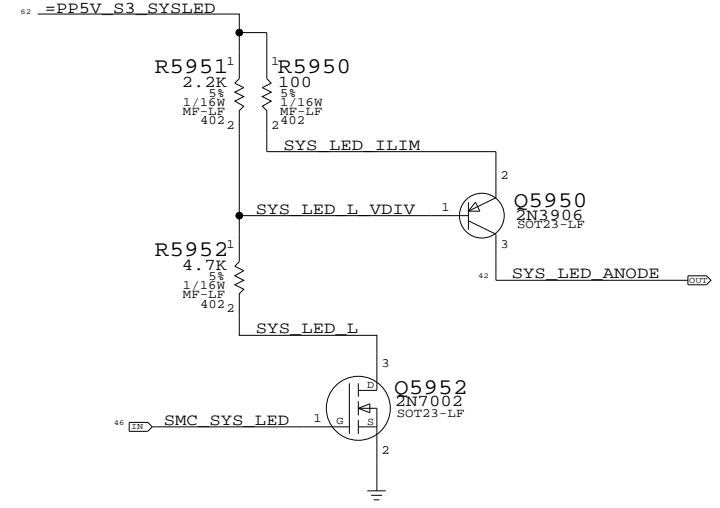 62 =PP5V_S3_SYSLED
R5951 1
2.2K
5%
1/16W
MF-LF
402 2
1 R5950
100
5%
1/16W
MF-LF
2 402
SYS_LED_ILIM
2
SYS_LED_L_VDIV 1
Q5950
2N3906
SOT23-LF
3
42 SYS_LED_ANODE OUT
R5952 1
4.7K
5%
1/16W
MF-LF
402 2
SYS_LED_L
3
D
Q5952
2N7002
SOT23-LF
46 IN SMC_SYS_LED 1 G S
2